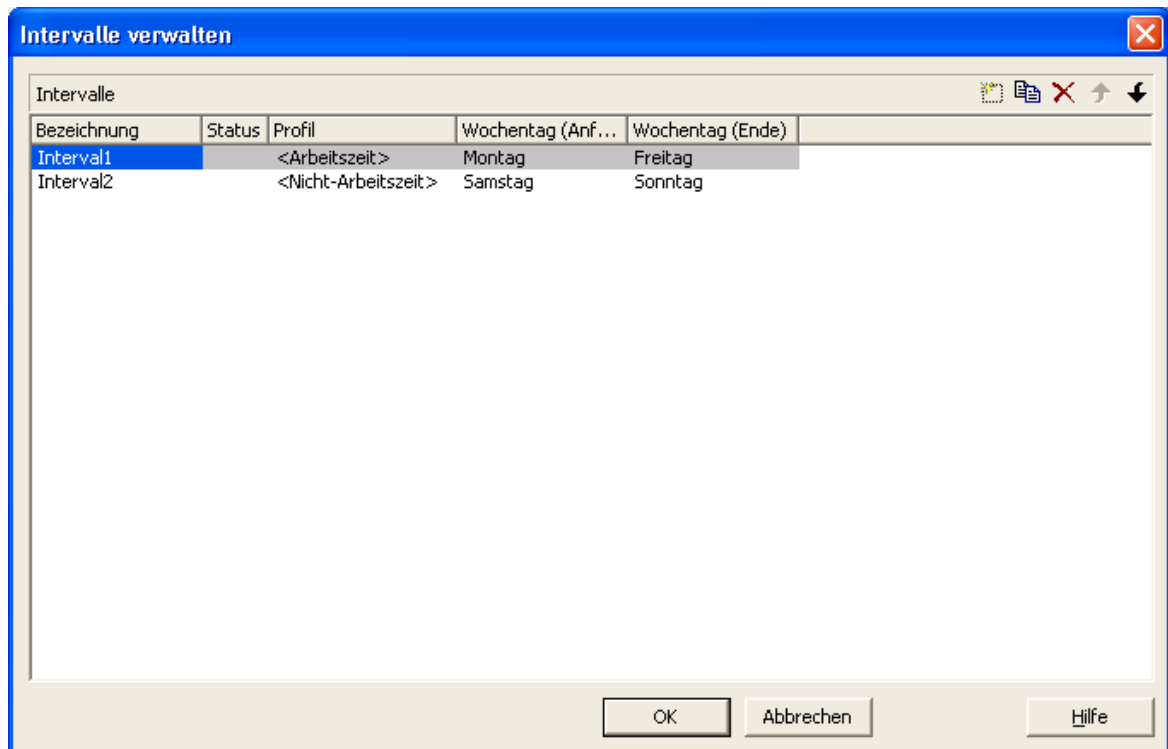 Intervalle verwalten
Intervalle
Bezeichnung Status Profil Wochentag (Anf... Wochentag (Ende)
Interval1 <Arbeitszeit> Montag Freitag
Interval2 <Nicht-Arbeitszeit> Samstag Sonntag
OK Abbrechen Hilfe